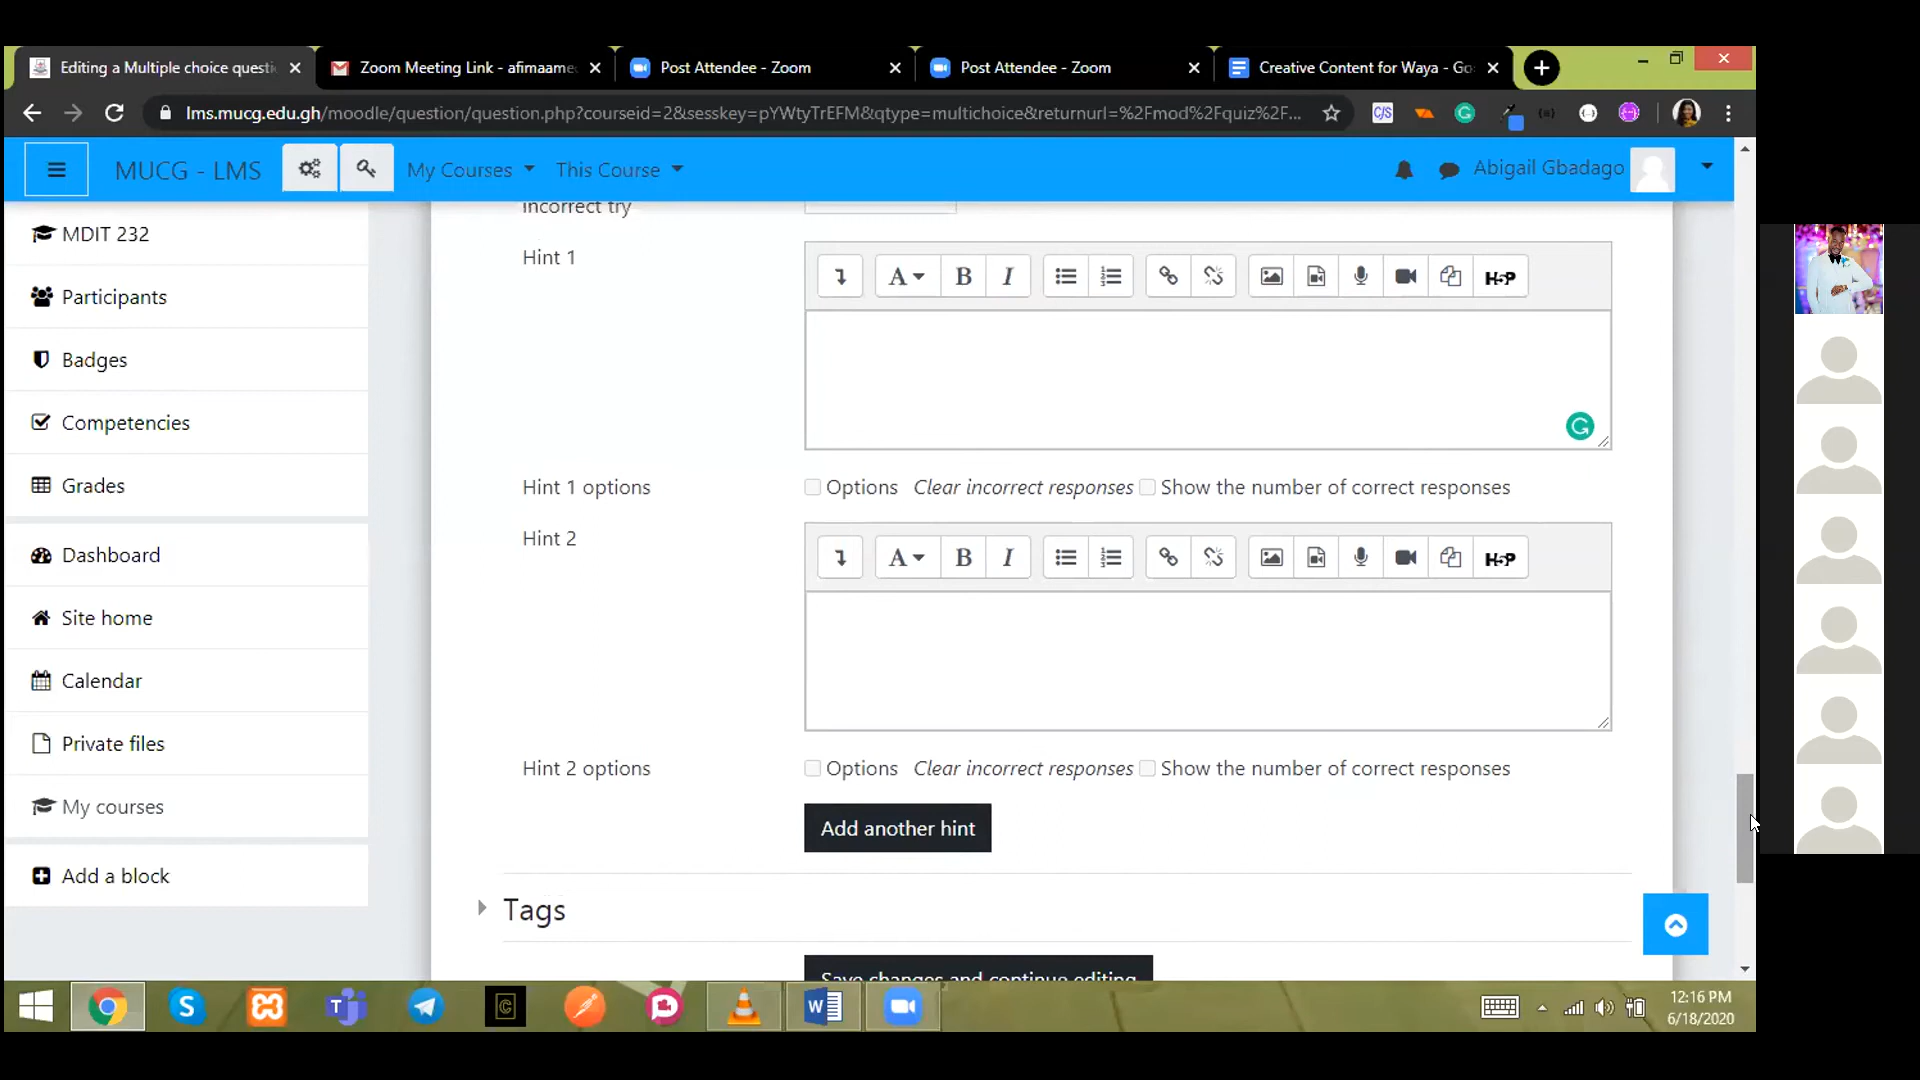 Editing a Multiple choice questi
Zoom Meeting Link - afimaame
Post Attendee - Zoom
Post Attendee - Zoom
Creative Content for Waya - Go
lms.mucg.edu.gh/moodle/question/question.php?courseid=2&sesskey=pYWtyTrEFM&qtype=multichoice&returnurl=%2Fmod%2Fquiz%2F...
MUCG - LMS
My Courses
This Course
Abigail Gbadago
MDIT 232
Participants
Badges
Competencies
Grades
Dashboard
Site home
Calendar
Private files
My courses
Add a block
incorrect try
Hint 1
A B I H5P
Hint 1 options
Options Clear incorrect responses Show the number of correct responses
Hint 2
A B I H5P
Hint 2 options
Options Clear incorrect responses Show the number of correct responses
Add another hint
Tags
Save changes and continue editing
12:16 PM
6/18/2020